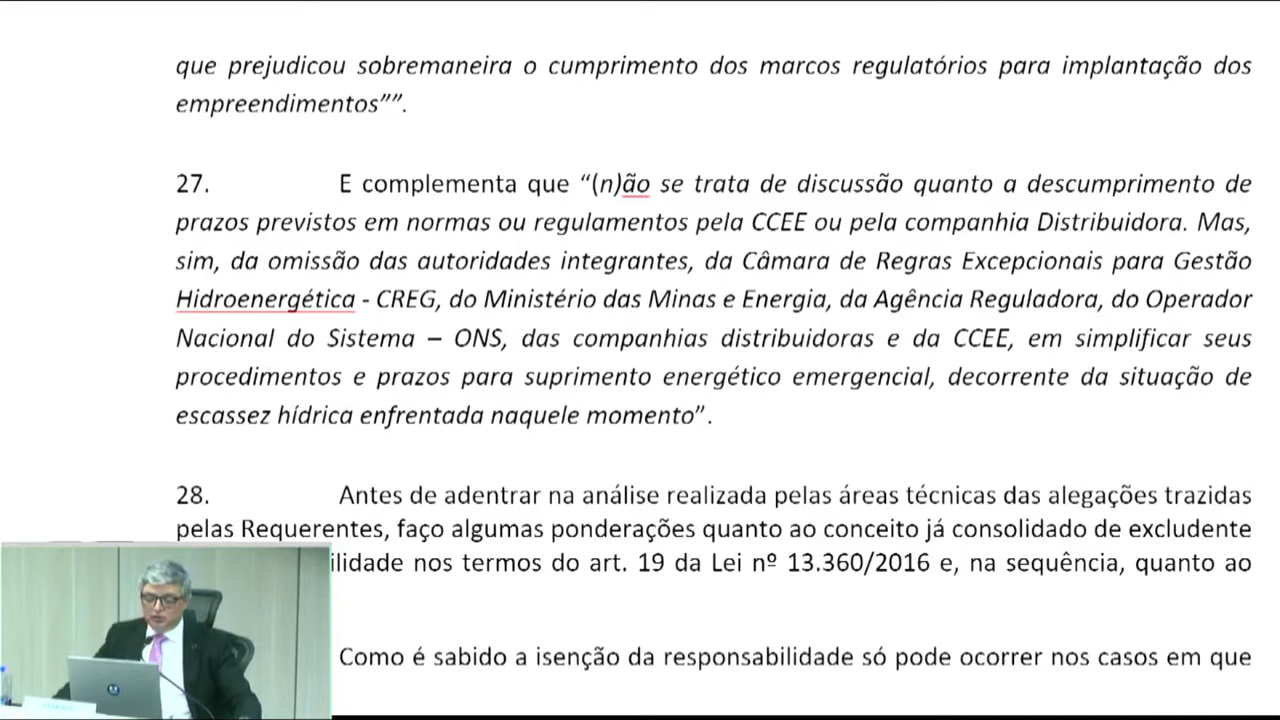 que prejudicou sobremaneira o cumprimento dos marcos regulatórios para implantação dos
empreendimentos””.
27. E complementa que “(n)ão se trata de discussão quanto a descumprimento de
prazos previstos em normas ou regulamentos pela CCEE ou pela companhia Distribuidora. Mas,
sim, da omissão das autoridades integrantes, da Câmara de Regras Excepcionais para Gestão
Hidroenergética - CREG, do Ministério das Minas e Energia, da Agência Reguladora, do Operador
Nacional do Sistema – ONS, das companhias distribuidoras e da CCEE, em simplificar seus
procedimentos e prazos para suprimento energético emergencial, decorrente da situação de
escassez hídrica enfrentada naquele momento”.
28. Antes de adentrar na análise realizada pelas áreas técnicas das alegações trazidas
pelas Requerentes, faço algumas ponderações quanto ao conceito já consolidado de excludente
ilidade nos termos do art. 19 da Lei nº 13.360/2016 e, na sequência, quanto ao
Como é sabido a isenção da responsabilidade só pode ocorrer nos casos em que